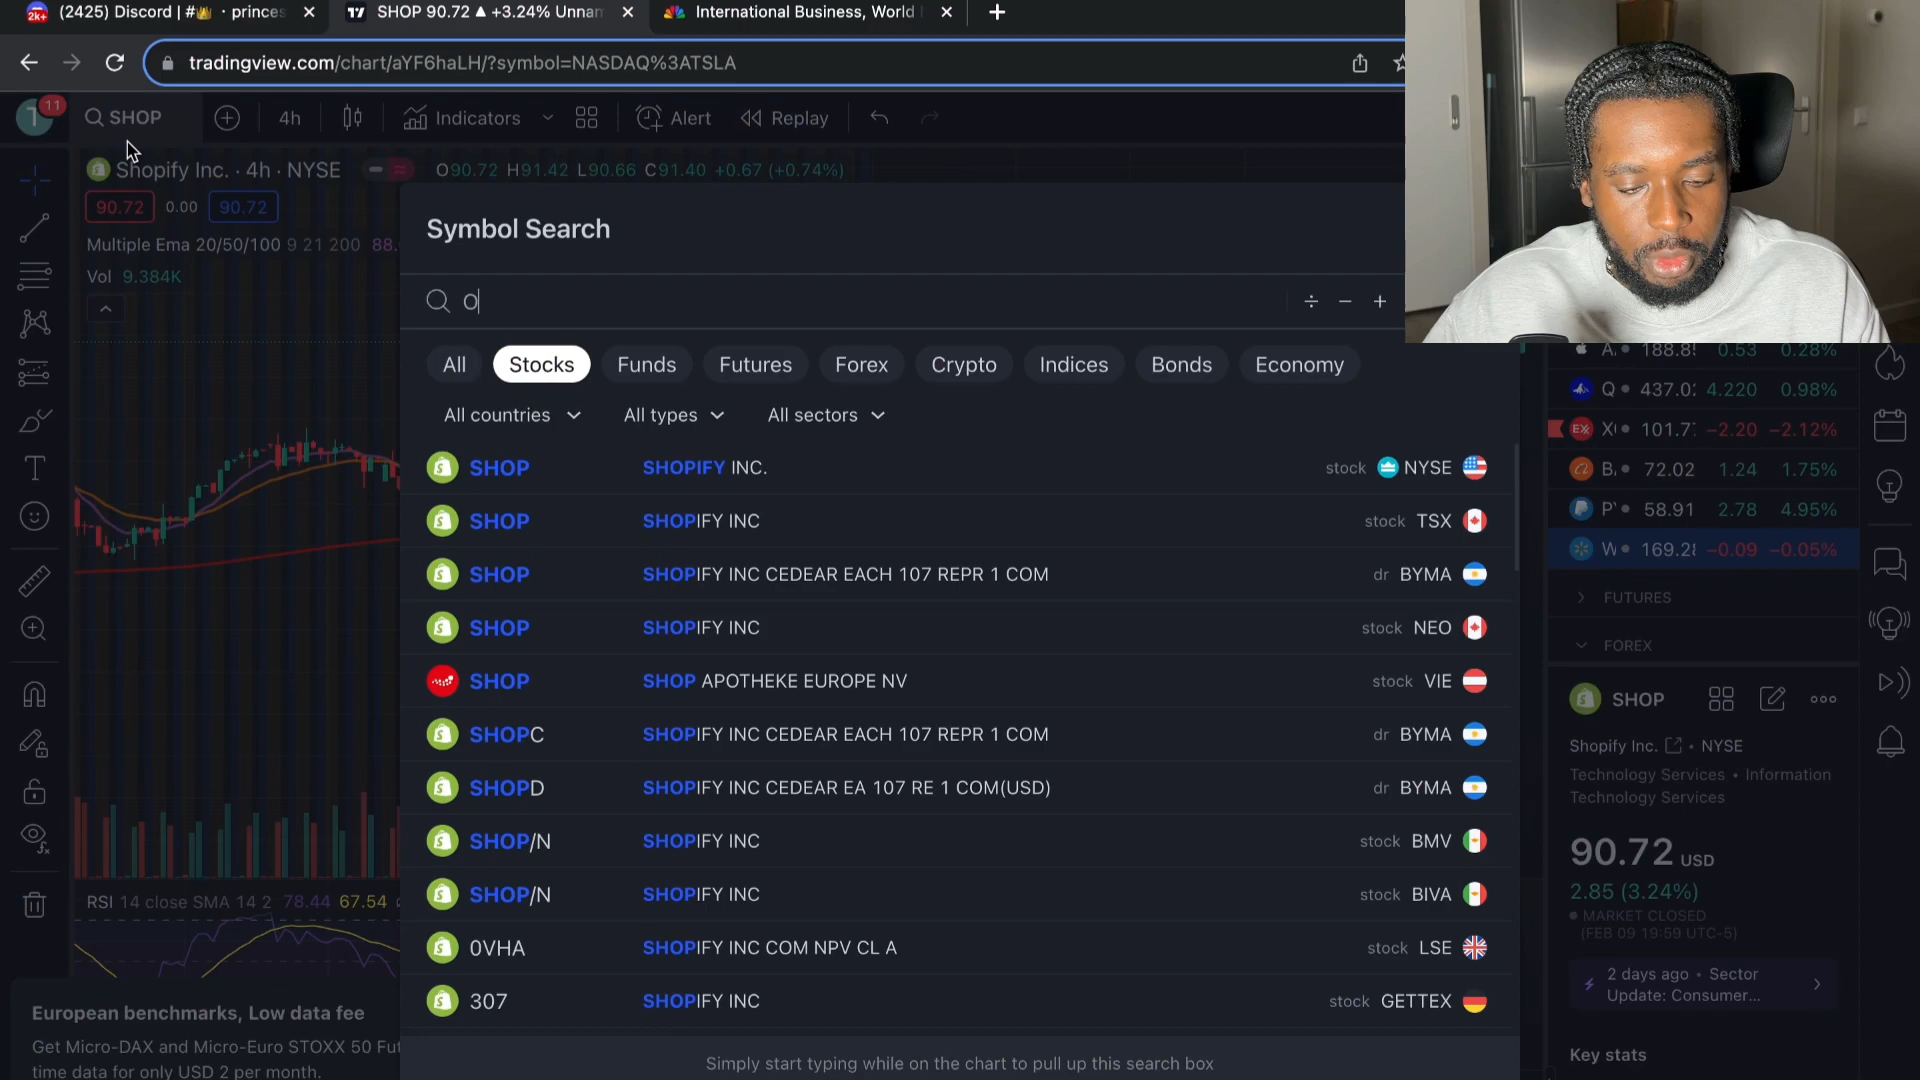 (2425) Discord | #👑 · princes
SHOP 90.72 ▲ +3.24% Unnam
International Business, World
tradingview.com/chart/aYF6haLH/?symbol=NASDAQ%3ATSLA
11
SHOP
4h
Indicators
Alert
Replay
Shopify Inc. · 4h · NYSE
O90.72 H91.42 L90.66 C91.40 +0.67 (+0.74%)
90.72
0.00
90.72
Multiple Ema 20/50/100 9 21 200 88.
Vol 9.384K
Symbol Search
O
÷ − +
All
Stocks
Funds
Futures
Forex
Crypto
Indices
Bonds
Economy
All countries
All types
All sectors
SHOP SHOPIFY INC. stock NYSE
SHOP SHOPIFY INC stock TSX
SHOP SHOPIFY INC CEDEAR EACH 107 REPR 1 COM dr BYMA
SHOP SHOPIFY INC stock NEO
SHOP SHOP APOTHEKE EUROPE NV stock VIE
SHOPC SHOPIFY INC CEDEAR EACH 107 REPR 1 COM dr BYMA
SHOPD SHOPIFY INC CEDEAR EA 107 RE 1 COM(USD) dr BYMA
SHOP/N SHOPIFY INC stock BMV
SHOP/N SHOPIFY INC stock BIVA
0VHA SHOPIFY INC COM NPV CL A stock LSE
307 SHOPIFY INC stock GETTEX
Simply start typing while on the chart to pull up this search box
RSI 14 close SMA 14 2 78.44 67.54
European benchmarks, Low data fee
Get Micro-DAX and Micro-Euro STOXX 50 Fut
time data for only USD 2 per month.
0.53 0.28%
Q 437.0 4.220 0.98%
101.7 −2.20 −2.12%
72.02 1.24 1.75%
58.91 2.78 4.95%
W 169.2 −0.09 −0.05%
FUTURES
FOREX
SHOP
Shopify Inc. • NYSE
Technology Services • Information
Technology Services
90.72 USD
2.85 (3.24%)
MARKET CLOSED
(FEB 09 19:59 UTC-5)
2 days ago • Sector
Update: Consumer...
Key stats